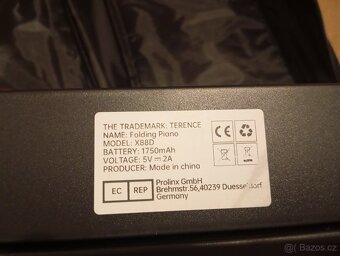 THE TRADEMARK: TERENCE
NAME: Folding Piano
MODEL: X88D
BATTERY: 1750mAh
VOLTAGE: 5V⎓2A
PRODUCER: Made in china
EC REP
Prolinx GmbH
Brehmstr.56,40239 Duesseldorf
Germany
CE
Bazoš.cz